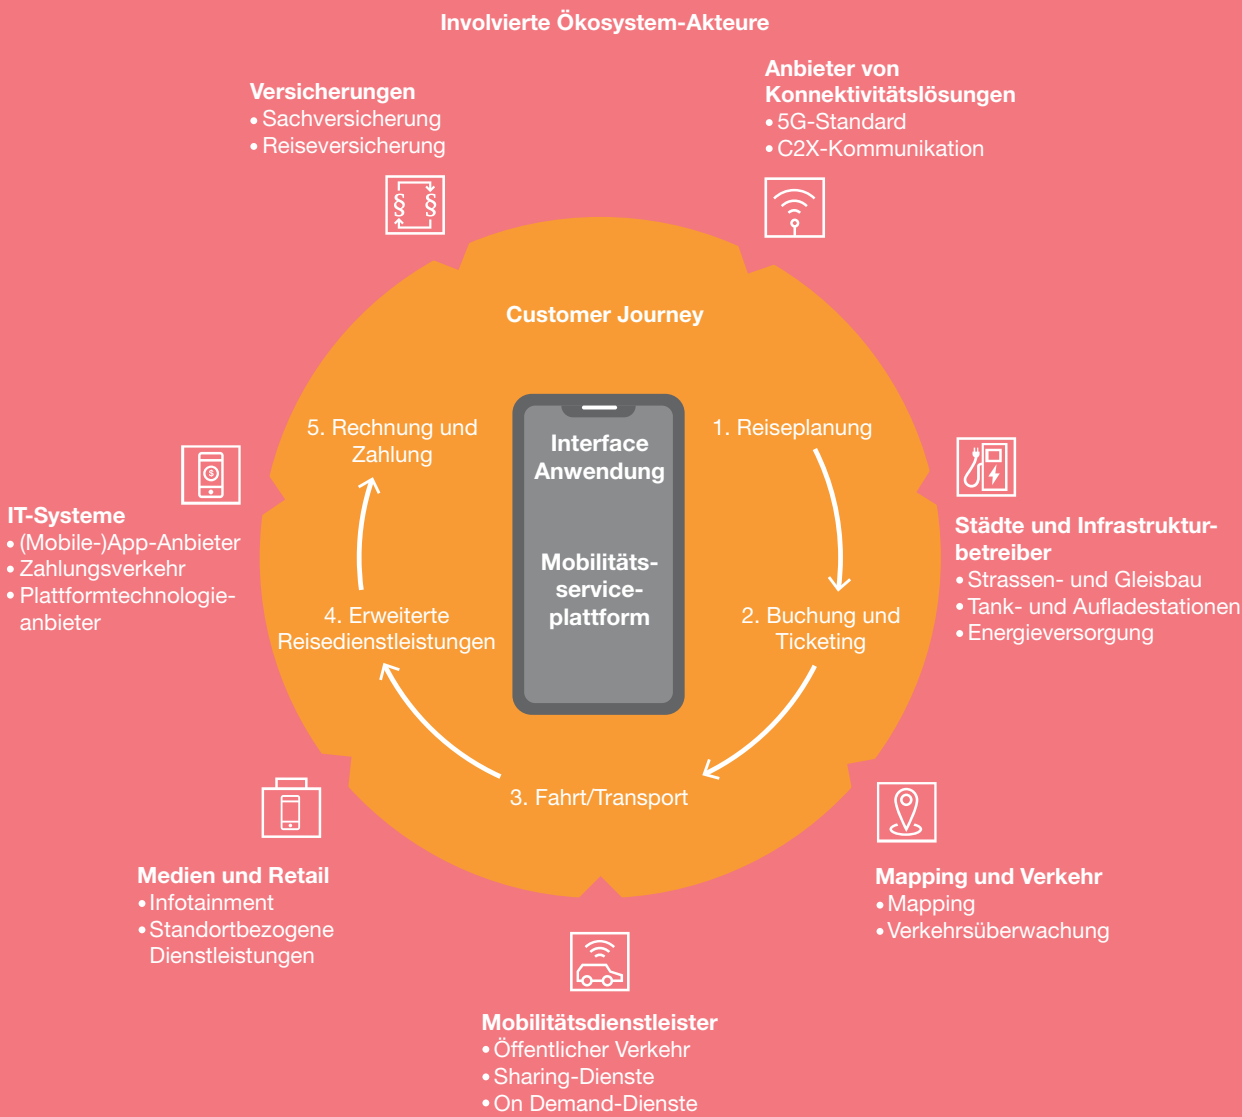 Involvierte Ökosystem-Akteure
Versicherungen
• Sachversicherung
• Reiseversicherung
Anbieter von
Konnektivitätslösungen
• 5G-Standard
• C2X-Kommunikation
§ §
Customer Journey
5. Rechnung und
Zahlung
Interface
Anwendung
1. Reiseplanung
$
IT-Systeme
• (Mobile-)App-Anbieter
• Zahlungsverkehr
• Plattformtechnologie-
anbieter
Städte und Infrastruktur-
betreiber
• Strassen- und Gleisbau
• Tank- und Aufladestationen
• Energieversorgung
Mobilitäts-
service-
plattform
4. Erweiterte
Reisedienstleistungen
2. Buchung und
Ticketing
3. Fahrt/Transport
Medien und Retail
• Infotainment
• Standortbezogene
Dienstleistungen
Mapping und Verkehr
• Mapping
• Verkehrsüberwachung
Mobilitätsdienstleister
• Öffentlicher Verkehr
• Sharing-Dienste
• On Demand-Dienste